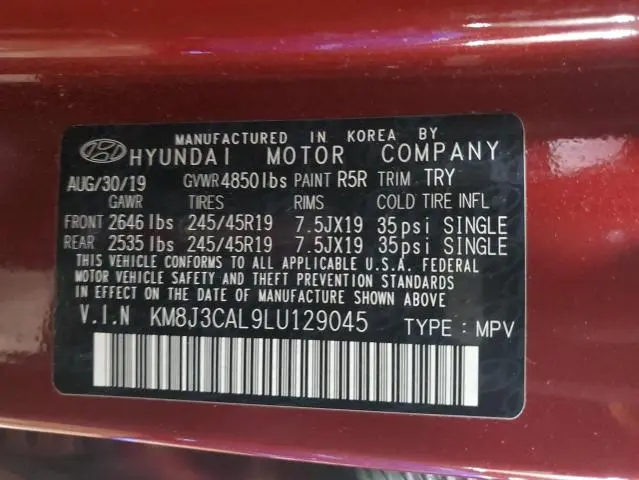 MANUFACTURED IN KOREA BY
HYUNDAI MOTOR COMPANY
AUG/30/19 GVWR 4850 lbs PAINT R5R TRIM TRY
GAWR TIRES RIMS COLD TIRE INFL
FRONT 2646 lbs 245/45R19 7.5JX19 35psi SINGLE
REAR 2535 lbs 245/45R19 7.5JX19 35psi SINGLE
THIS VEHICLE CONFORMS TO ALL APPLICABLE U.S.A. FEDERAL
MOTOR VEHICLE SAFETY AND THEFT PREVENTION STANDARDS
IN EFFECT ON THE DATE OF MANUFACTURE SHOWN ABOVE
V.I.N KM8J3CAL9LU129045 TYPE : MPV